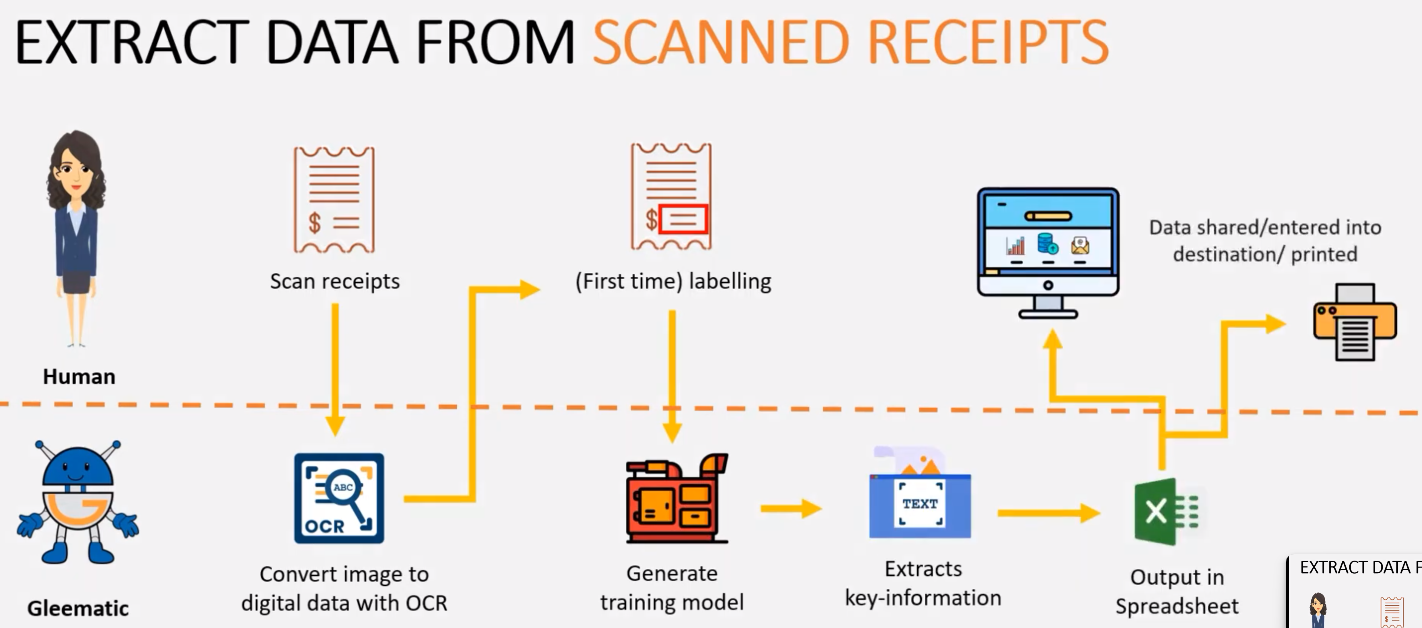 EXTRACT DATA FROM SCANNED RECEIPTS
Scan receipts
$
(First time) labelling
$
Data shared/entered into
destination/ printed
Human
Gleematic
ABC
OCR
Convert image to
digital data with OCR
Generate
training model
TEXT
Extracts
key-information
X
Output in
Spreadsheet
EXTRACT DATA F